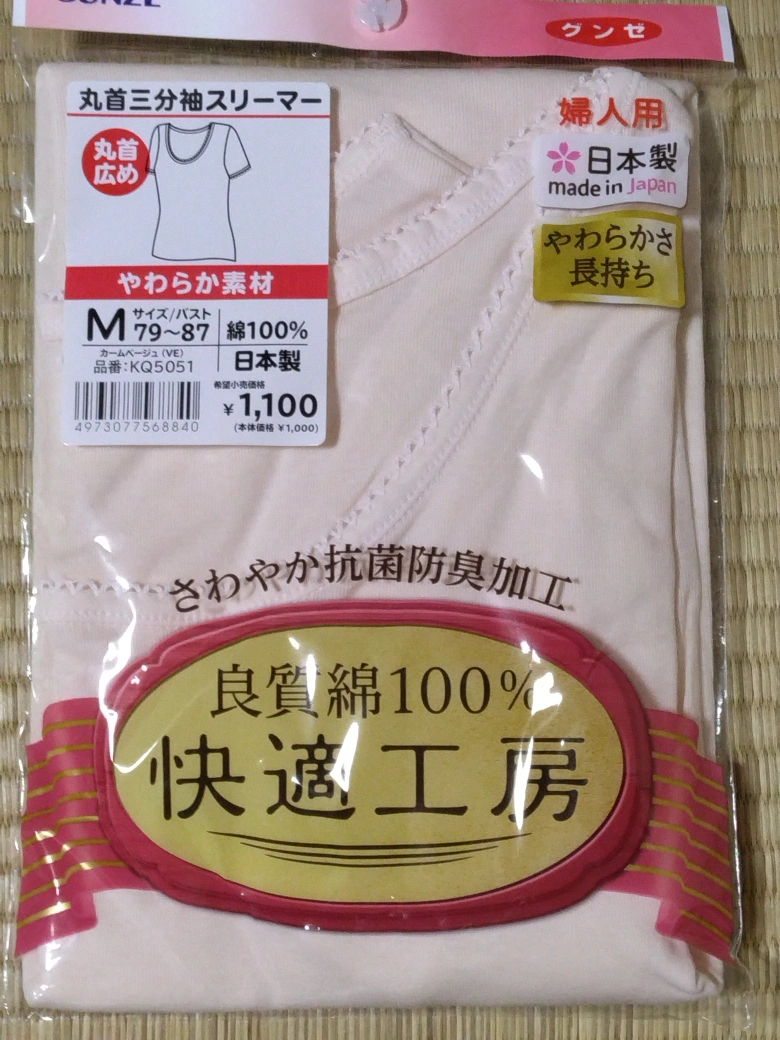 GUNZE
グンゼ
丸首三分袖スリーマー
丸首
広め
やわらか素材
M サイズ/バスト
79〜87
綿100%
カームベージュ(VE)
品番:KQ5051
日本製
希望小売価格
¥1,100
(本体価格 ¥1,000)
4973077568840
婦人用
日本製
made in Japan
やわらかさ
長持ち
さわやか抗菌防臭加工
良質綿100%
快適工房